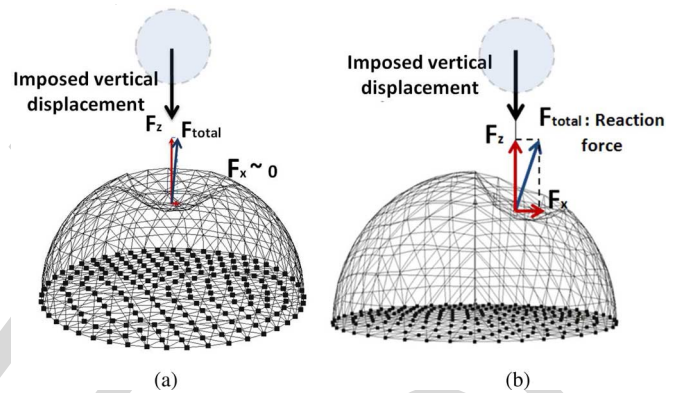 Imposed vertical
displacement
Fz
Ftotal
Fx ~ 0
(a)
Imposed vertical
displacement
Fz
Ftotal : Reaction
force
Fx
(b)